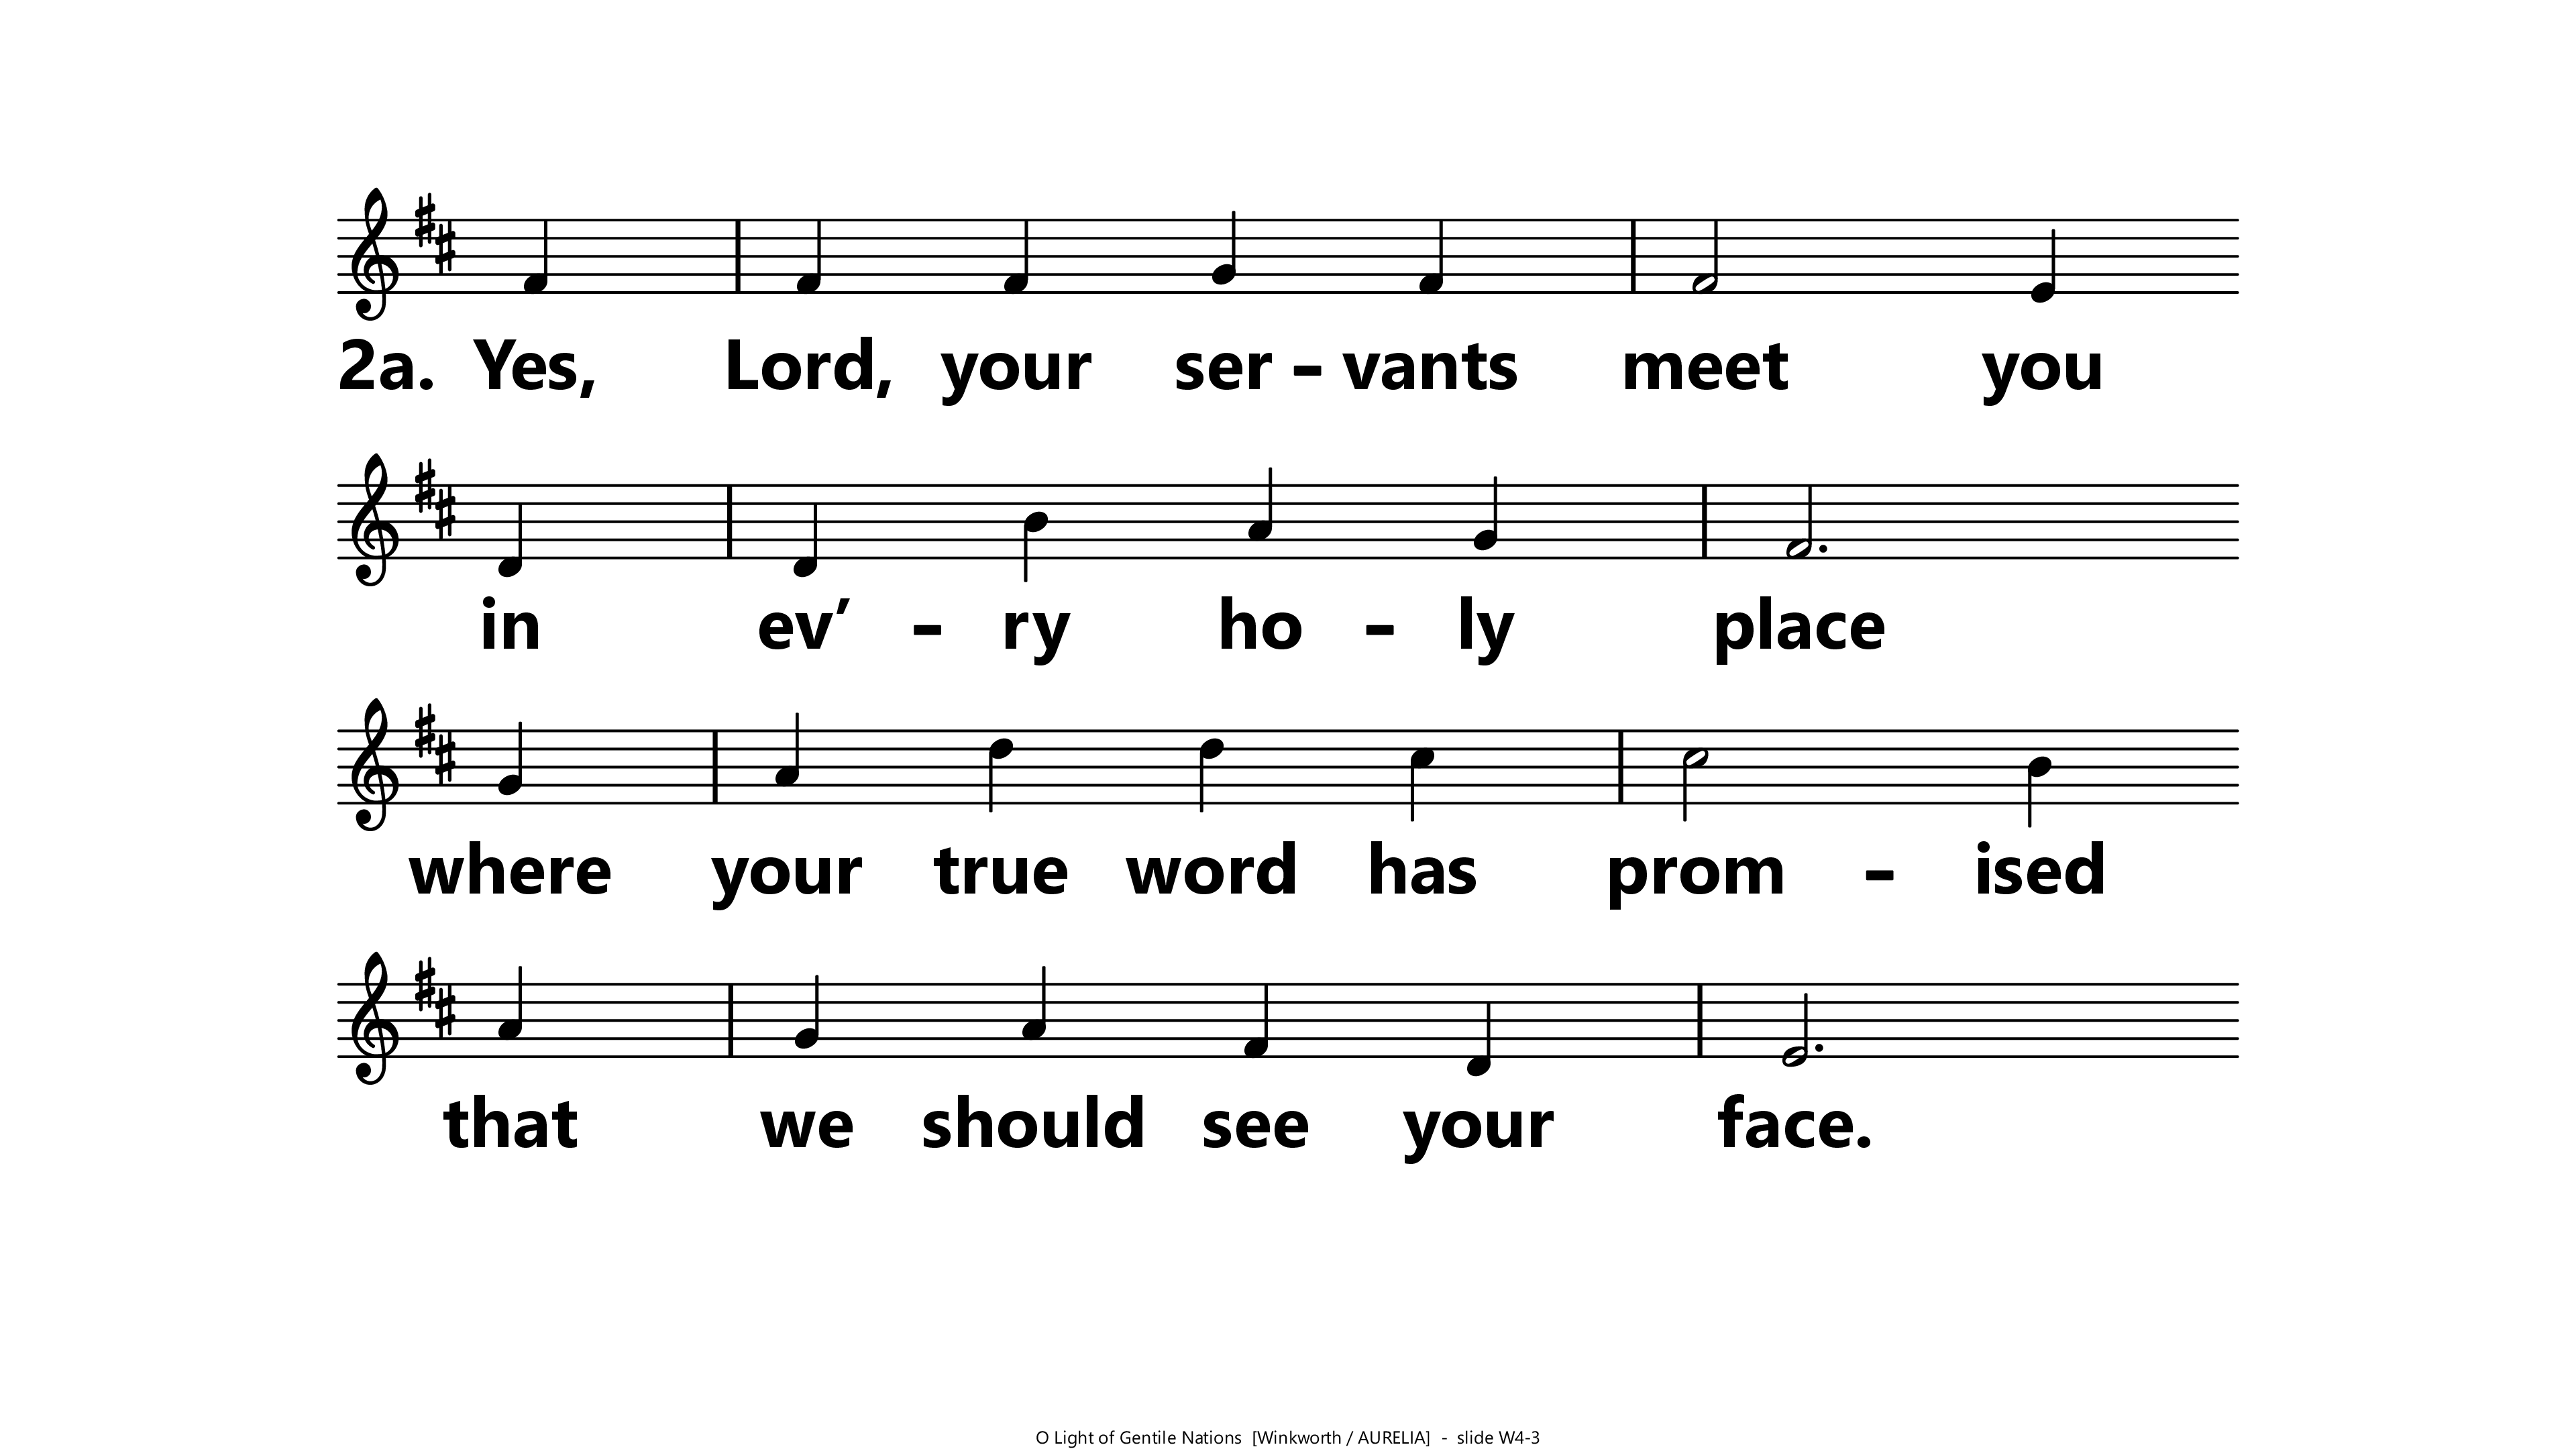 2a. Yes, Lord, your ser - vants meet you
in ev’ - ry ho - ly place
where your true word has prom - ised
that we should see your face.
O Light of Gentile Nations [Winkworth / AURELIA] - slide W4-3